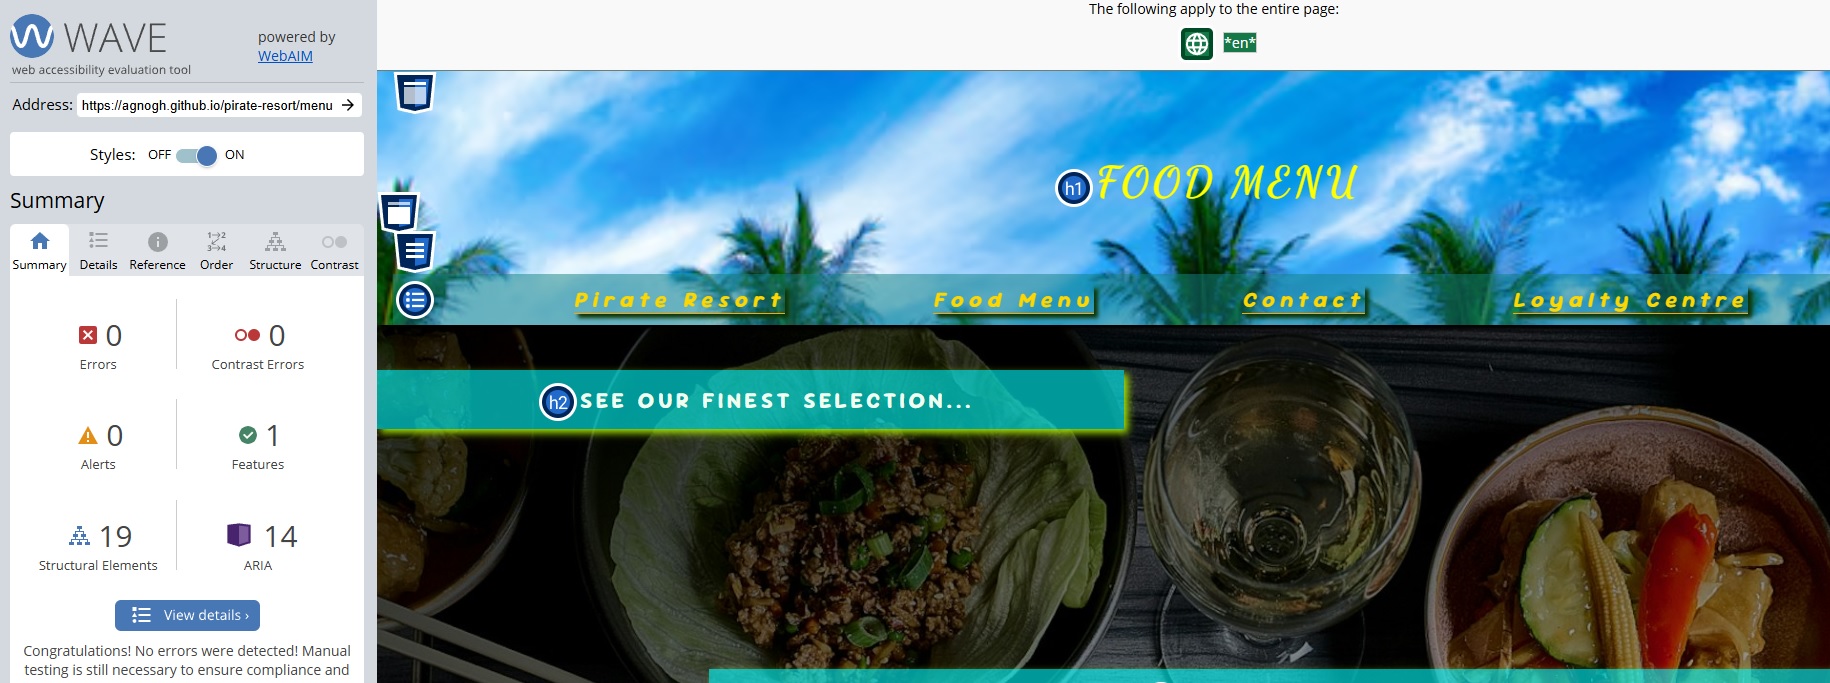 WAVE
web accessibility evaluation tool
powered by
WebAIM
Address: https://agnogh.github.io/pirate-resort/menu
Styles: OFF ON
Summary
Summary Details Reference Order Structure Contrast
0
Errors
0
Contrast Errors
0
Alerts
1
Features
19
Structural Elements
14
ARIA
View details ›
Congratulations! No errors were detected! Manual
testing is still necessary to ensure compliance and
The following apply to the entire page:
*en*
h1 FOOD MENU
Pirate Resort Food Menu Contact Loyalty Centre
h2 SEE OUR FINEST SELECTION...